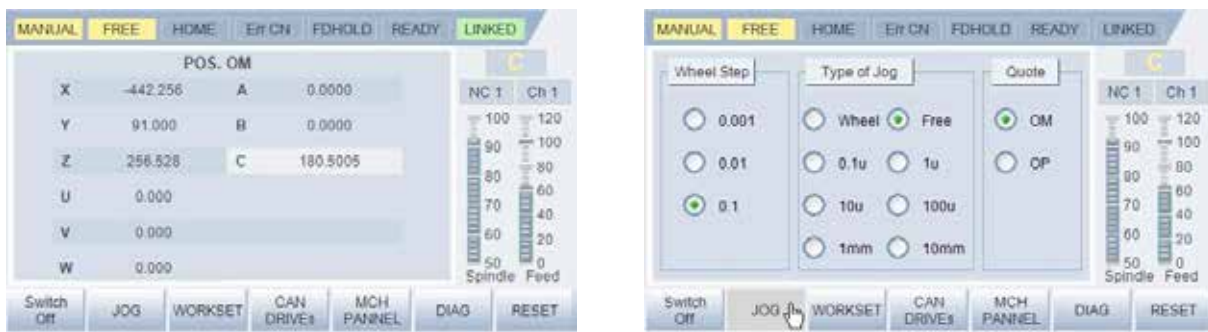 MANUAL FREE HOME Err CN FDHOLD READY LINKED
POS. OM
C
X -442.256 A 0.0000
NC 1 Ch 1
Y 91.000 B 0.0000
100 120
Z 256.528 C 180.5005
90 100
80 80
U 0.000
70 60
40
V 0.000
60 20
W 0.000
50 0
Spindle Feed
Switch Off JOG WORKSET CAN DRIVEs MCH PANNEL DIAG RESET
MANUAL FREE HOME Err CN FDHOLD READY LINKED
Wheel Step Type of Jog Quote
C
NC 1 Ch 1
0.001 Wheel Free OM
100 120
90 100
0.01 0.1u 1u OP
80 80
0.1 10u 100u
70 60
40
1mm 10mm
60 20
50 0
Spindle Feed
Switch Off JOG WORKSET CAN DRIVEs MCH PANNEL DIAG RESET